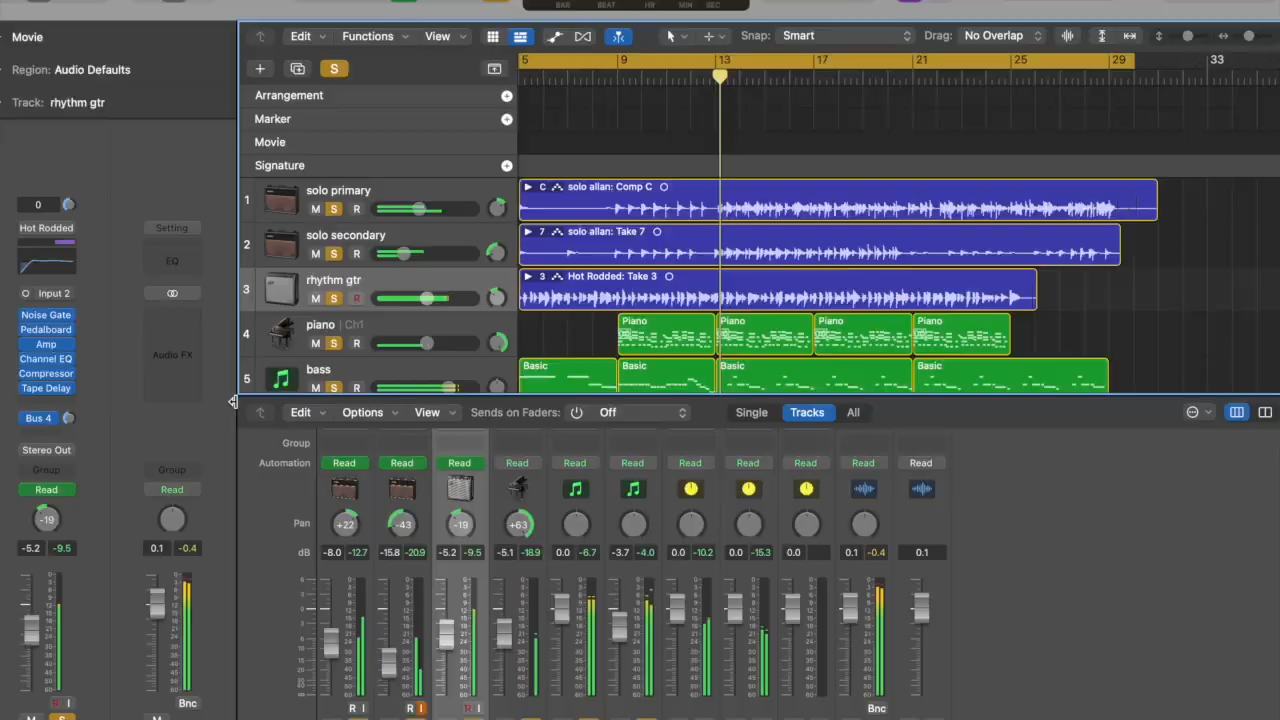 BAR BEAT HR MIN SEC
Movie
Region: Audio Defaults
Track: rhythm gtr
0
Hot Rodded
Input 2
Noise Gate
Pedalboard
Amp
Channel EQ
Compressor
Tape Delay
Bus 4
Stereo Out
Group
Read
-19
-5.2 -9.5
R I
M S
Setting
EQ
Audio FX
Group
Read
0.1 -0.4
Bnc
M
Edit Functions View Snap: Smart Drag: No Overlap
S
5 9 13 17 21 25 29 33
Arrangement
Marker
Movie
Signature
1 solo primary
M S R
C solo allan: Comp C
2 solo secondary
M S R
7 solo allan: Take 7
3 rhythm gtr
M S R
3 Hot Rodded: Take 3
4 piano | Ch1
M S R
Piano Piano Piano Piano
5 bass
M S R
Basic Basic Basic Basic
Edit Options View Sends on Faders: Off Single Tracks All
Group
Automation Read Read Read Read Read Read Read Read Read Read Read
Pan +22 -43 -19 +63
dB -8.0 -12.7 -15.8 -20.9 -5.2 -9.5 -5.1 -18.9 0.0 -6.7 -3.7 -4.0 0.0 -10.2 0.0 -15.3 0.0 0.1 -0.4 0.1
R I R I R I Bnc